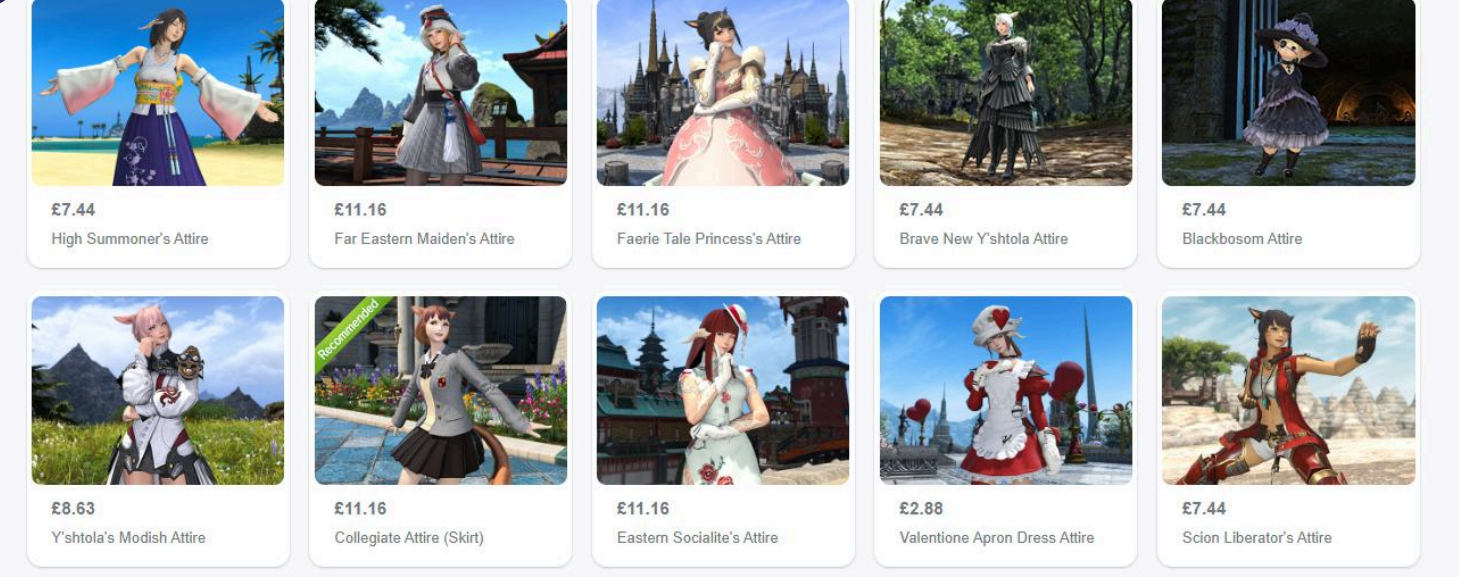 £7.44
High Summoner's Attire
£11.16
Far Eastern Maiden's Attire
£11.16
Faerie Tale Princess's Attire
£7.44
Brave New Y'shtola Attire
£7.44
Blackbosom Attire
£8.63
Y'shtola's Modish Attire
Recommended
£11.16
Collegiate Attire (Skirt)
£11.16
Eastern Socialite's Attire
£2.88
Valentione Apron Dress Attire
£7.44
Scion Liberator's Attire